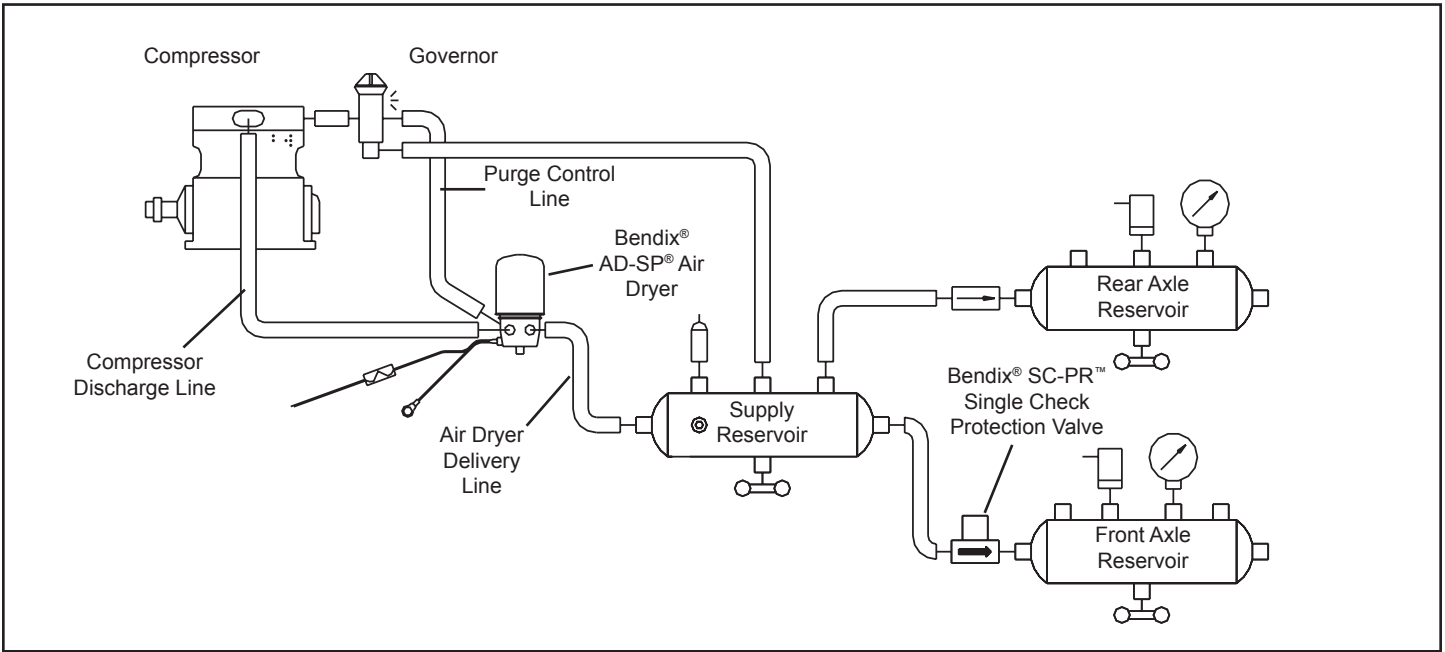 Compressor
Governor
Purge Control
Line
Bendix®
AD-SP® Air
Dryer
Compressor
Discharge Line
Air Dryer
Delivery
Line
Supply
Reservoir
Rear Axle
Reservoir
Bendix® SC-PR™
Single Check
Protection Valve
Front Axle
Reservoir